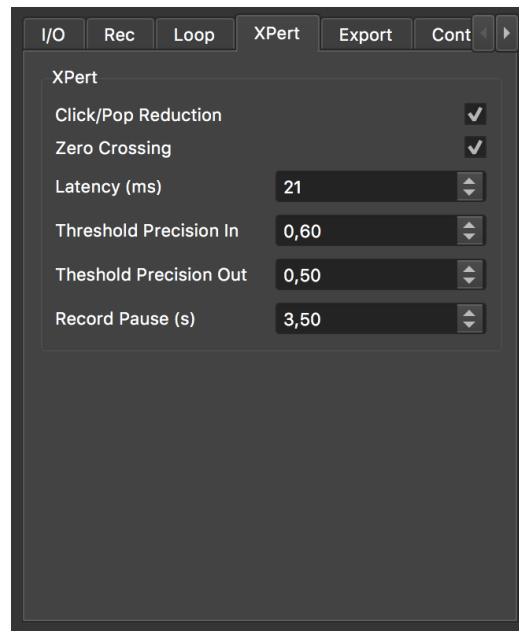 I/O Rec Loop XPert Export Cont
XPert
Click/Pop Reduction
Zero Crossing
Latency (ms) 21
Threshold Precision In 0,60
Theshold Precision Out 0,50
Record Pause (s) 3,50